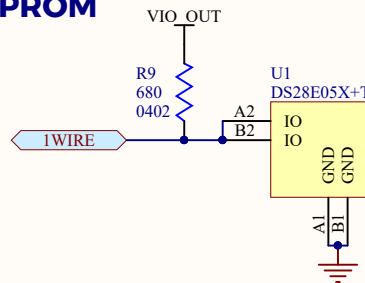 PROM
VIO_OUT
R9
680
0402
U1
DS28E05X+T
A2
B2
IO
IO
1WIRE
GND
GND
A1
B1